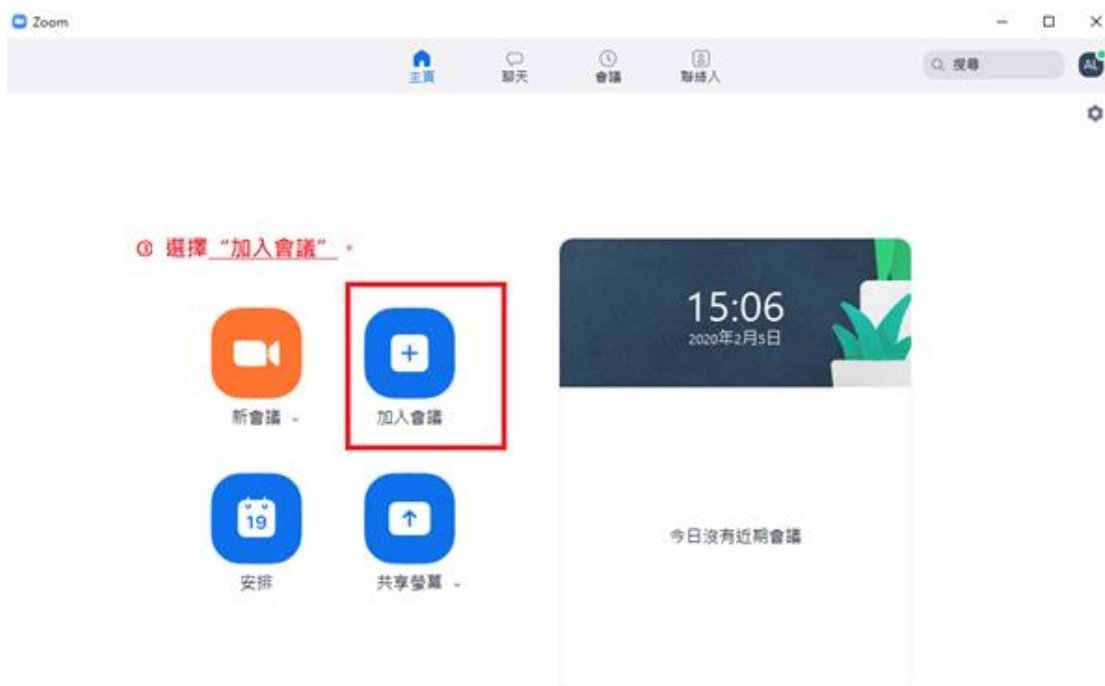 Zoom
主頁 聊天 會議 聯絡人 搜尋 AL
③ 選擇 “加入會議” 。
15:06
2020年2月5日
新會議 加入會議
19
今日沒有近期會議
安排 共享螢幕